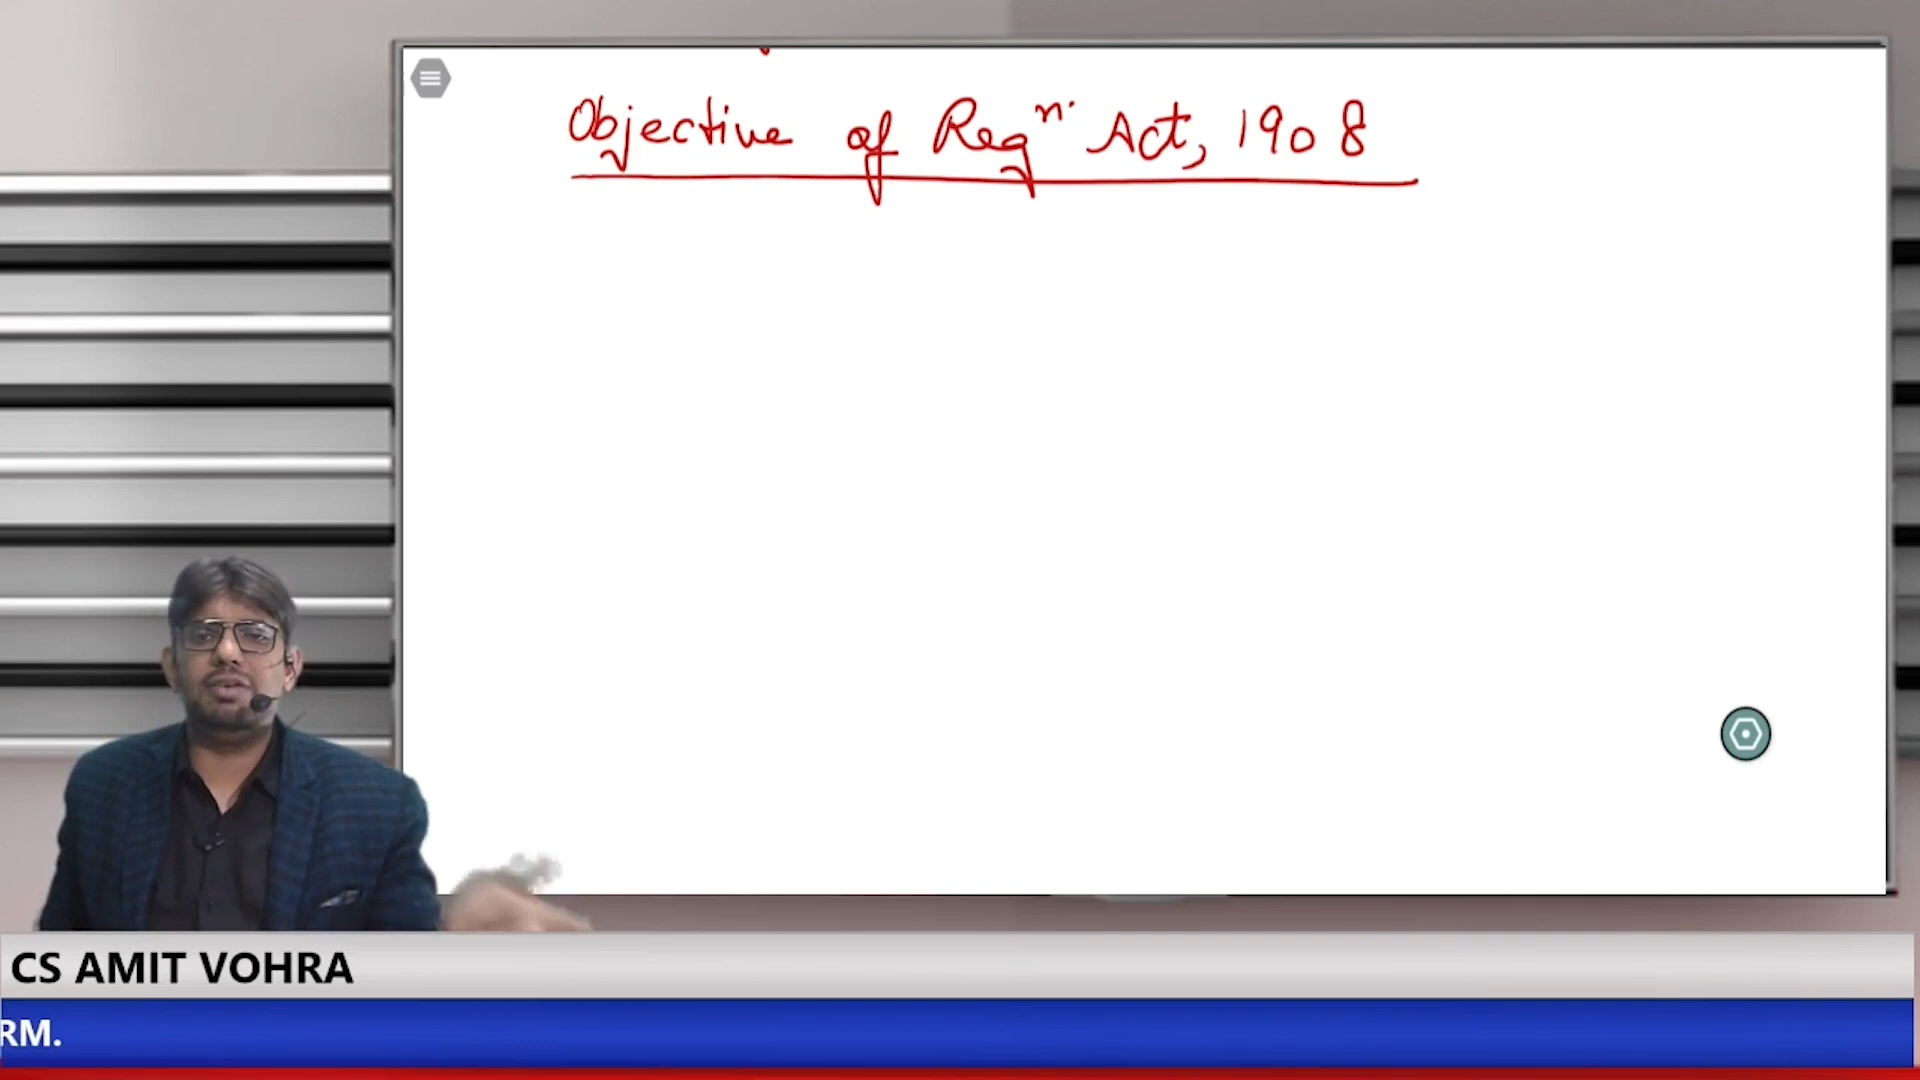 Objective of Regn. Act, 1908
CS AMIT VOHRA
RM.